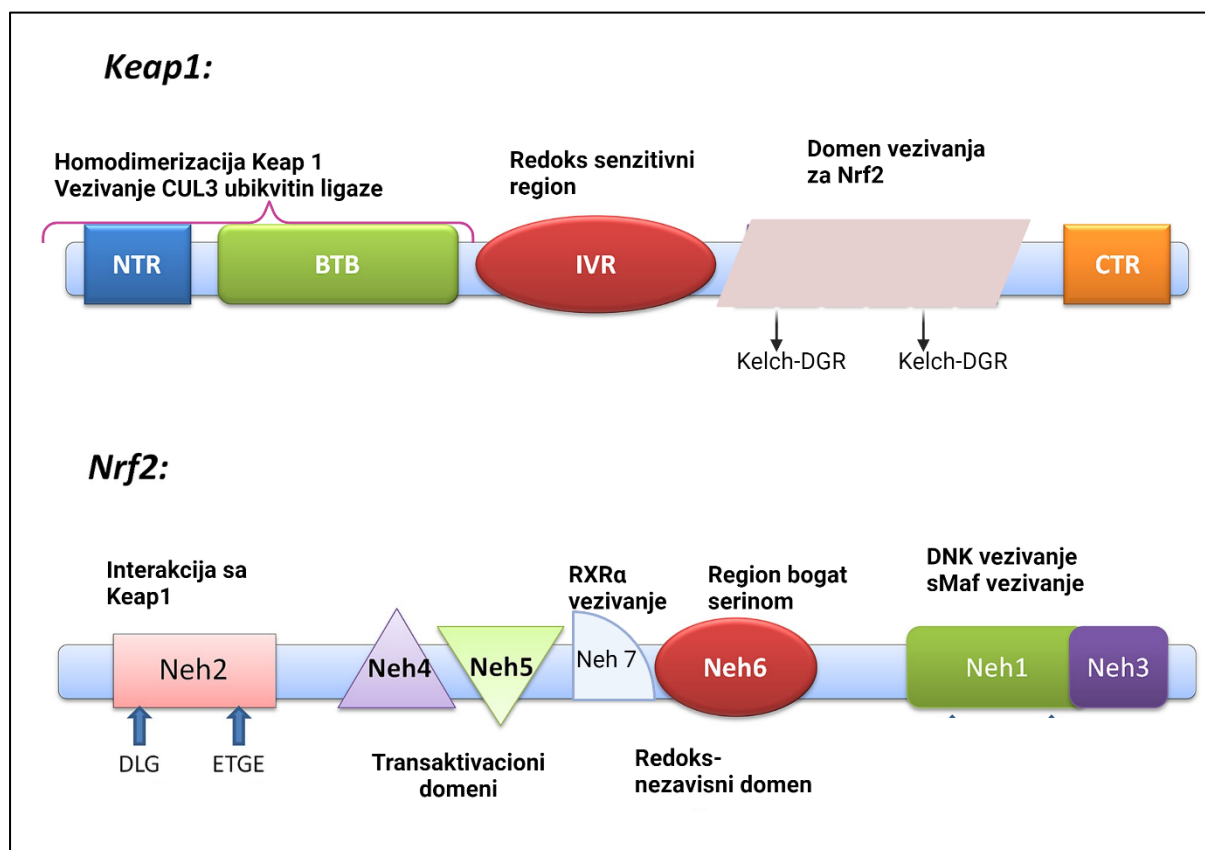 Keap1:
Homodimerizacija Keap 1
Vezivanje CUL3 ubikvitin ligaze
Redoks senzitivni
region
Domen vezivanja
za Nrf2
NTR
BTB
IVR
CTR
Kelch-DGR
Kelch-DGR
Nrf2:
Interakcija sa
Keap1
RXRα
vezivanje
Region bogat
serinom
DNK vezivanje
sMaf vezivanje
Neh2
Neh4
Neh5
Neh 7
Neh6
Neh1
Neh3
DLG
ETGE
Transaktivacioni
domeni
Redoks-
nezavisni domen